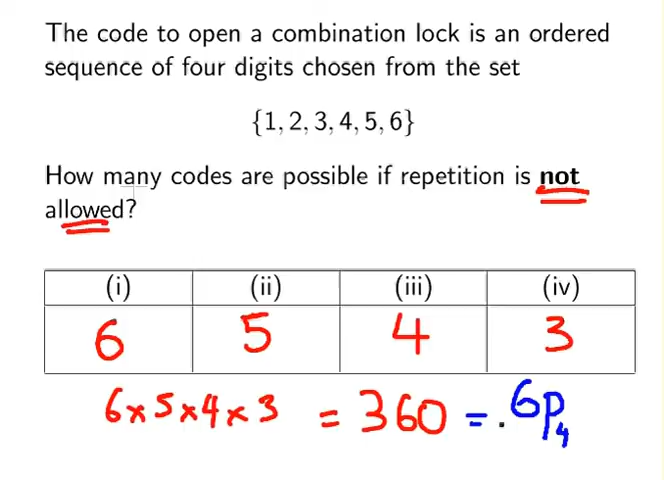 The code to open a combination lock is an ordered
sequence of four digits chosen from the set
{1, 2, 3, 4, 5, 6}
How many codes are possible if repetition is not
allowed?
(i) (ii) (iii) (iv)
6 5 4 3
6 × 5 × 4 × 3 = 360 = 6P4